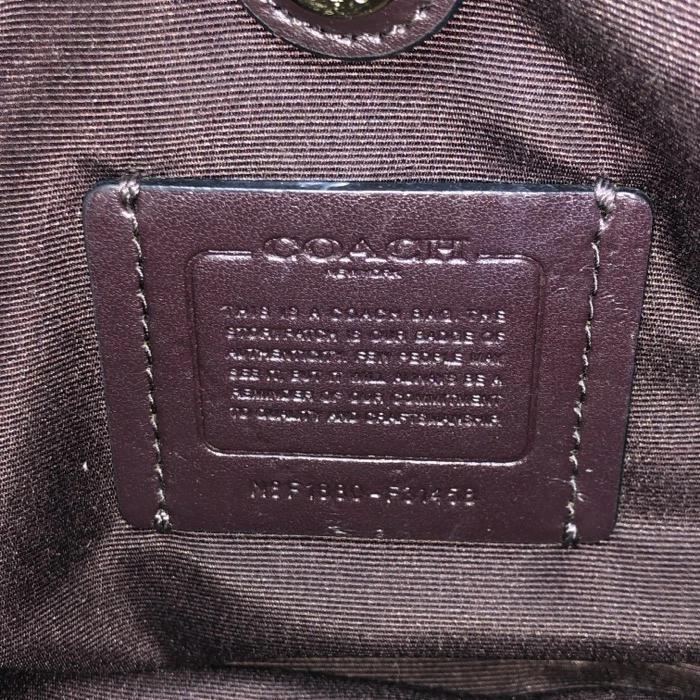 COACH
NEW YORK
THIS IS A COACH BAG. THE
STORYPATCH IS OUR BADGE OF
AUTHENTICITY. FEW PEOPLE MAY
SEE IT, BUT IT WILL ALWAYS BE A
REMINDER OF OUR COMMITMENT
TO QUALITY AND CRAFTSMANSHIP.